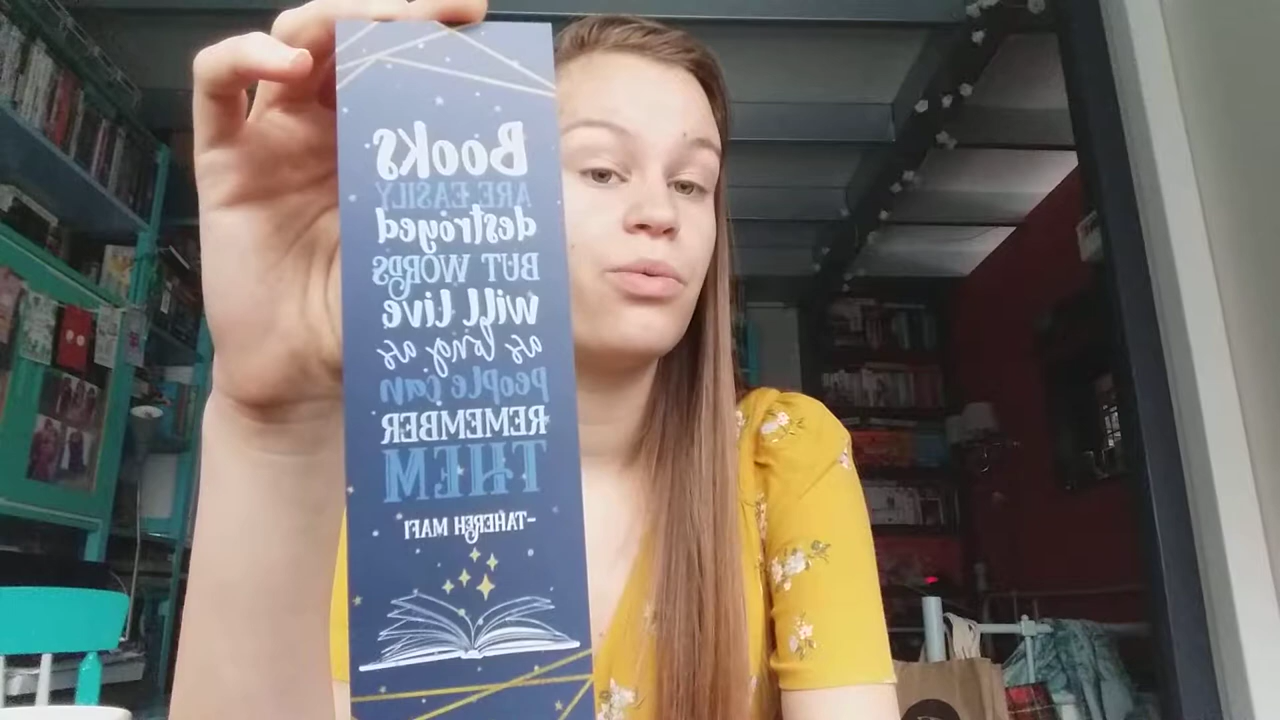 Books
ARE EASILY
destroyed
BUT WORDS
will live
as long as
people can
REMEMBER
THEM
-TAHEREH MAFI